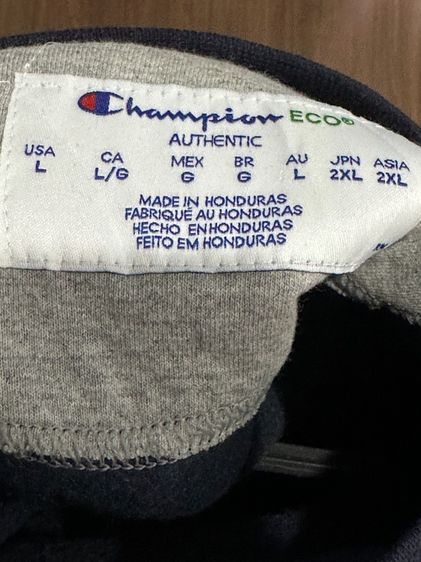 Champion ECO®
AUTHENTIC
USA CA MEX BR AU JPN ASIA
L L/G G G L 2XL 2XL
MADE IN HONDURAS
FABRIQUÉ AU HONDURAS
HECHO EN HONDURAS
FEITO EM HONDURAS